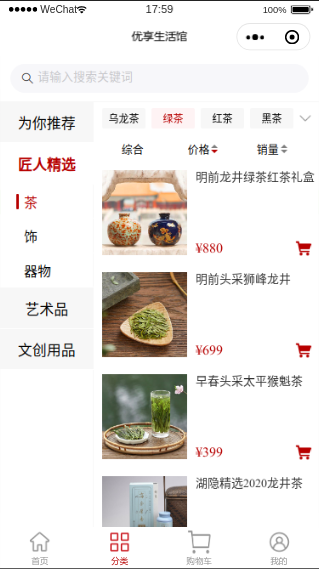 WeChat 17:59 100%
优享生活馆
请输入搜索关键词
为你推荐
匠人精选
茶
饰
器物
艺术品
文创用品
乌龙茶 绿茶 红茶 黑茶
综合 价格 销量
明前龙井绿茶红茶礼盒
¥880
明前头采狮峰龙井
¥699
早春头采太平猴魁茶
¥399
湖隐精选2020龙井茶
首页 分类 购物车 我的